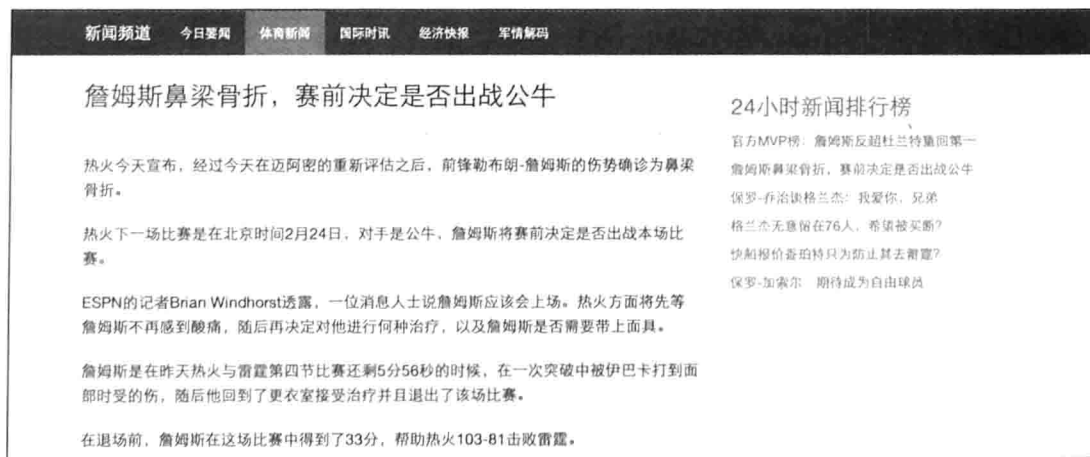 新闻频道 今日要闻 体育新闻 国际时讯 经济快报 军情解码
詹姆斯鼻梁骨折，赛前决定是否出战公牛
热火今天宣布，经过今天在迈阿密的重新评估之后，前锋勒布朗-詹姆斯的伤势确诊为鼻梁
骨折。
热火下一场比赛是在北京时间2月24日，对手是公牛，詹姆斯将赛前决定是否出战本场比
赛。
ESPN的记者Brian Windhorst透露，一位消息人士说詹姆斯应该会上场。热火方面将先等
詹姆斯不再感到酸痛，随后再决定对他进行何种治疗，以及詹姆斯是否需要带上面具。
詹姆斯是在昨天热火与雷霆第四节比赛还剩5分56秒的时候，在一次突破中被伊巴卡打到面
部时受的伤，随后他回到了更衣室接受治疗并且退出了该场比赛。
在退场前，詹姆斯在这场比赛中得到了33分，帮助热火103-81击败雷霆。
24小时新闻排行榜
官方MVP榜：詹姆斯反超杜兰特重回第一
詹姆斯鼻梁骨折，赛前决定是否出战公牛
保罗-乔治谈格兰杰：我爱你，兄弟
格兰杰无意留在76人，希望被买断?
快船报价香珀特只为防止其去雷霆?
保罗-加索尔 期待成为自由球员